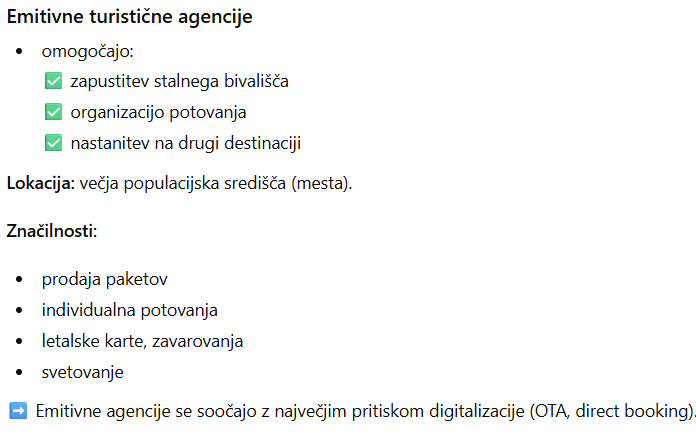 Emitivne turistične agencije
• omogočajo:
✅ zapustitev stalnega bivališča
✅ organizacijo potovanja
✅ nastanitev na drugi destinaciji
Lokacija: večja populacijska središča (mesta).
Značilnosti:
• prodaja paketov
• individualna potovanja
• letalske karte, zavarovanja
• svetovanje
➡️ Emitivne agencije se soočajo z največjim pritiskom digitalizacije (OTA, direct booking).